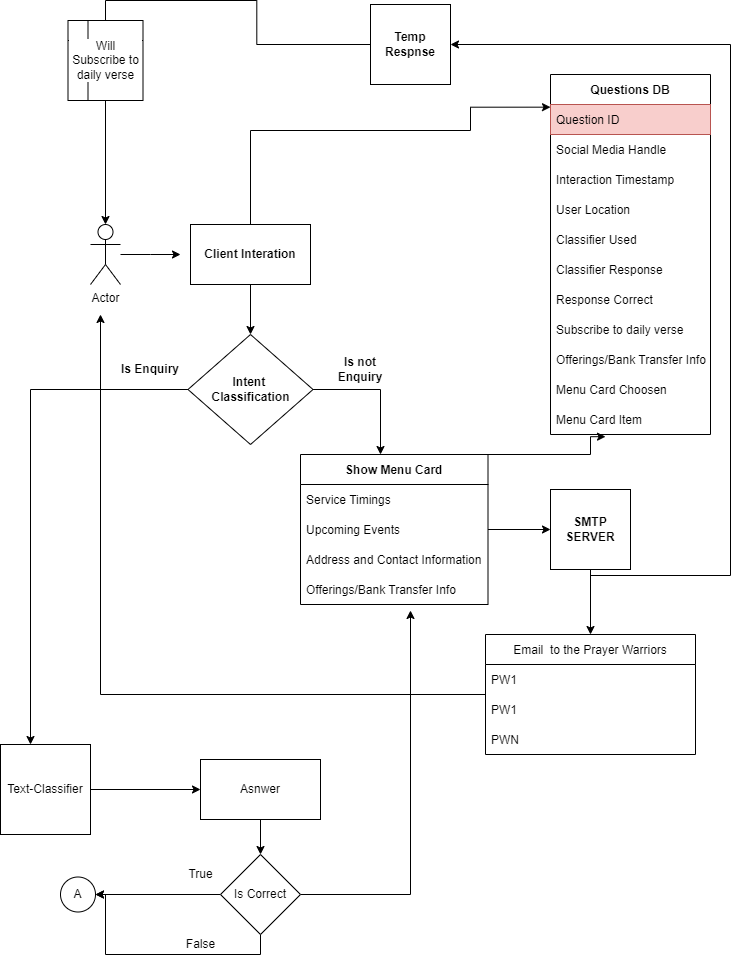 Temp
Respnse
Will
Subscribe to
daily verse
Questions DB
Question ID
Social Media Handle
Interaction Timestamp
User Location
Classifier Used
Classifier Response
Response Correct
Subscribe to daily verse
Offerings/Bank Transfer Info
Menu Card Choosen
Menu Card Item
Actor
Client Interation
Is Enquiry
Intent
Classification
Is not
Enquiry
Show Menu Card
Service Timings
Upcoming Events
Address and Contact Information
Offerings/Bank Transfer Info
SMTP
SERVER
Email to the Prayer Warriors
PW1
PW1
PWN
Text-Classifier
Asnwer
True
Is Correct
A
False